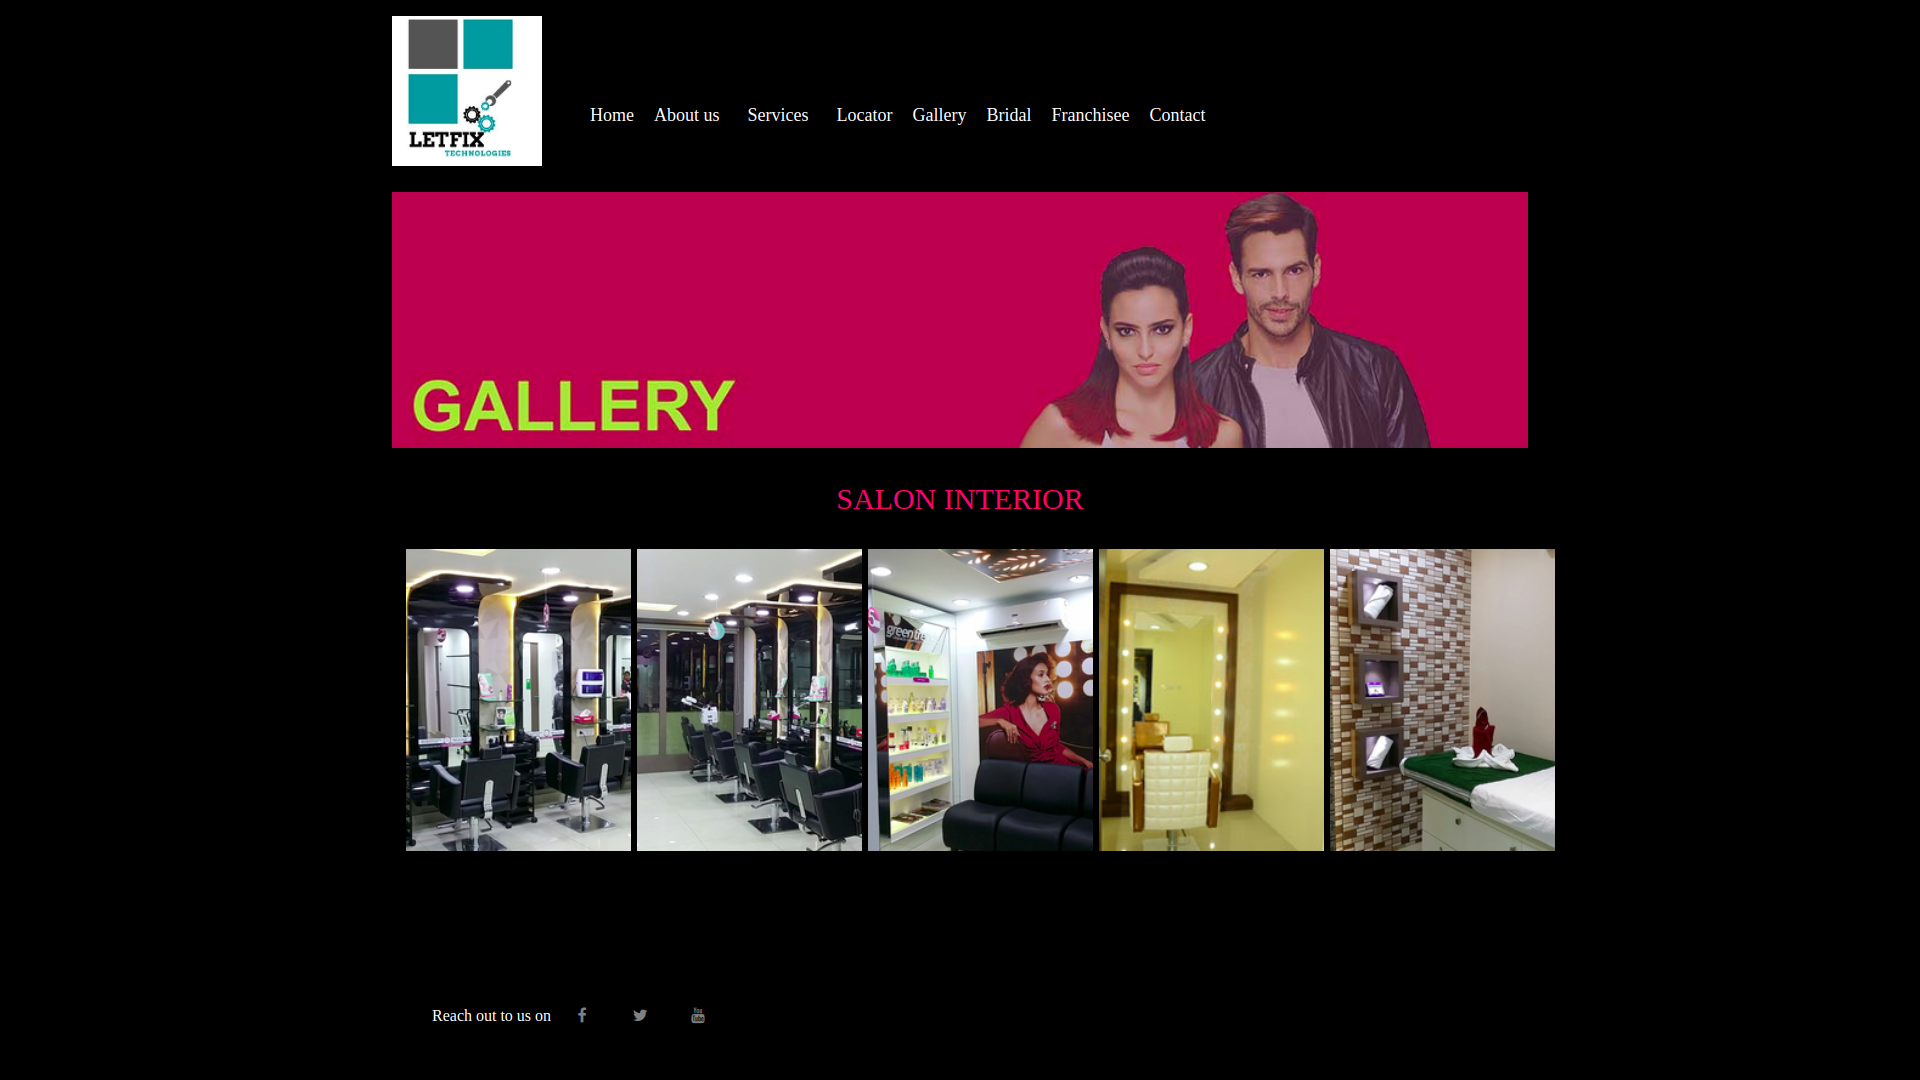 LETFIX
TECHNOLOGIES
Home About us Services Locator Gallery Bridal Franchisee Contact
GALLERY
SALON INTERIOR
Reach out to us on